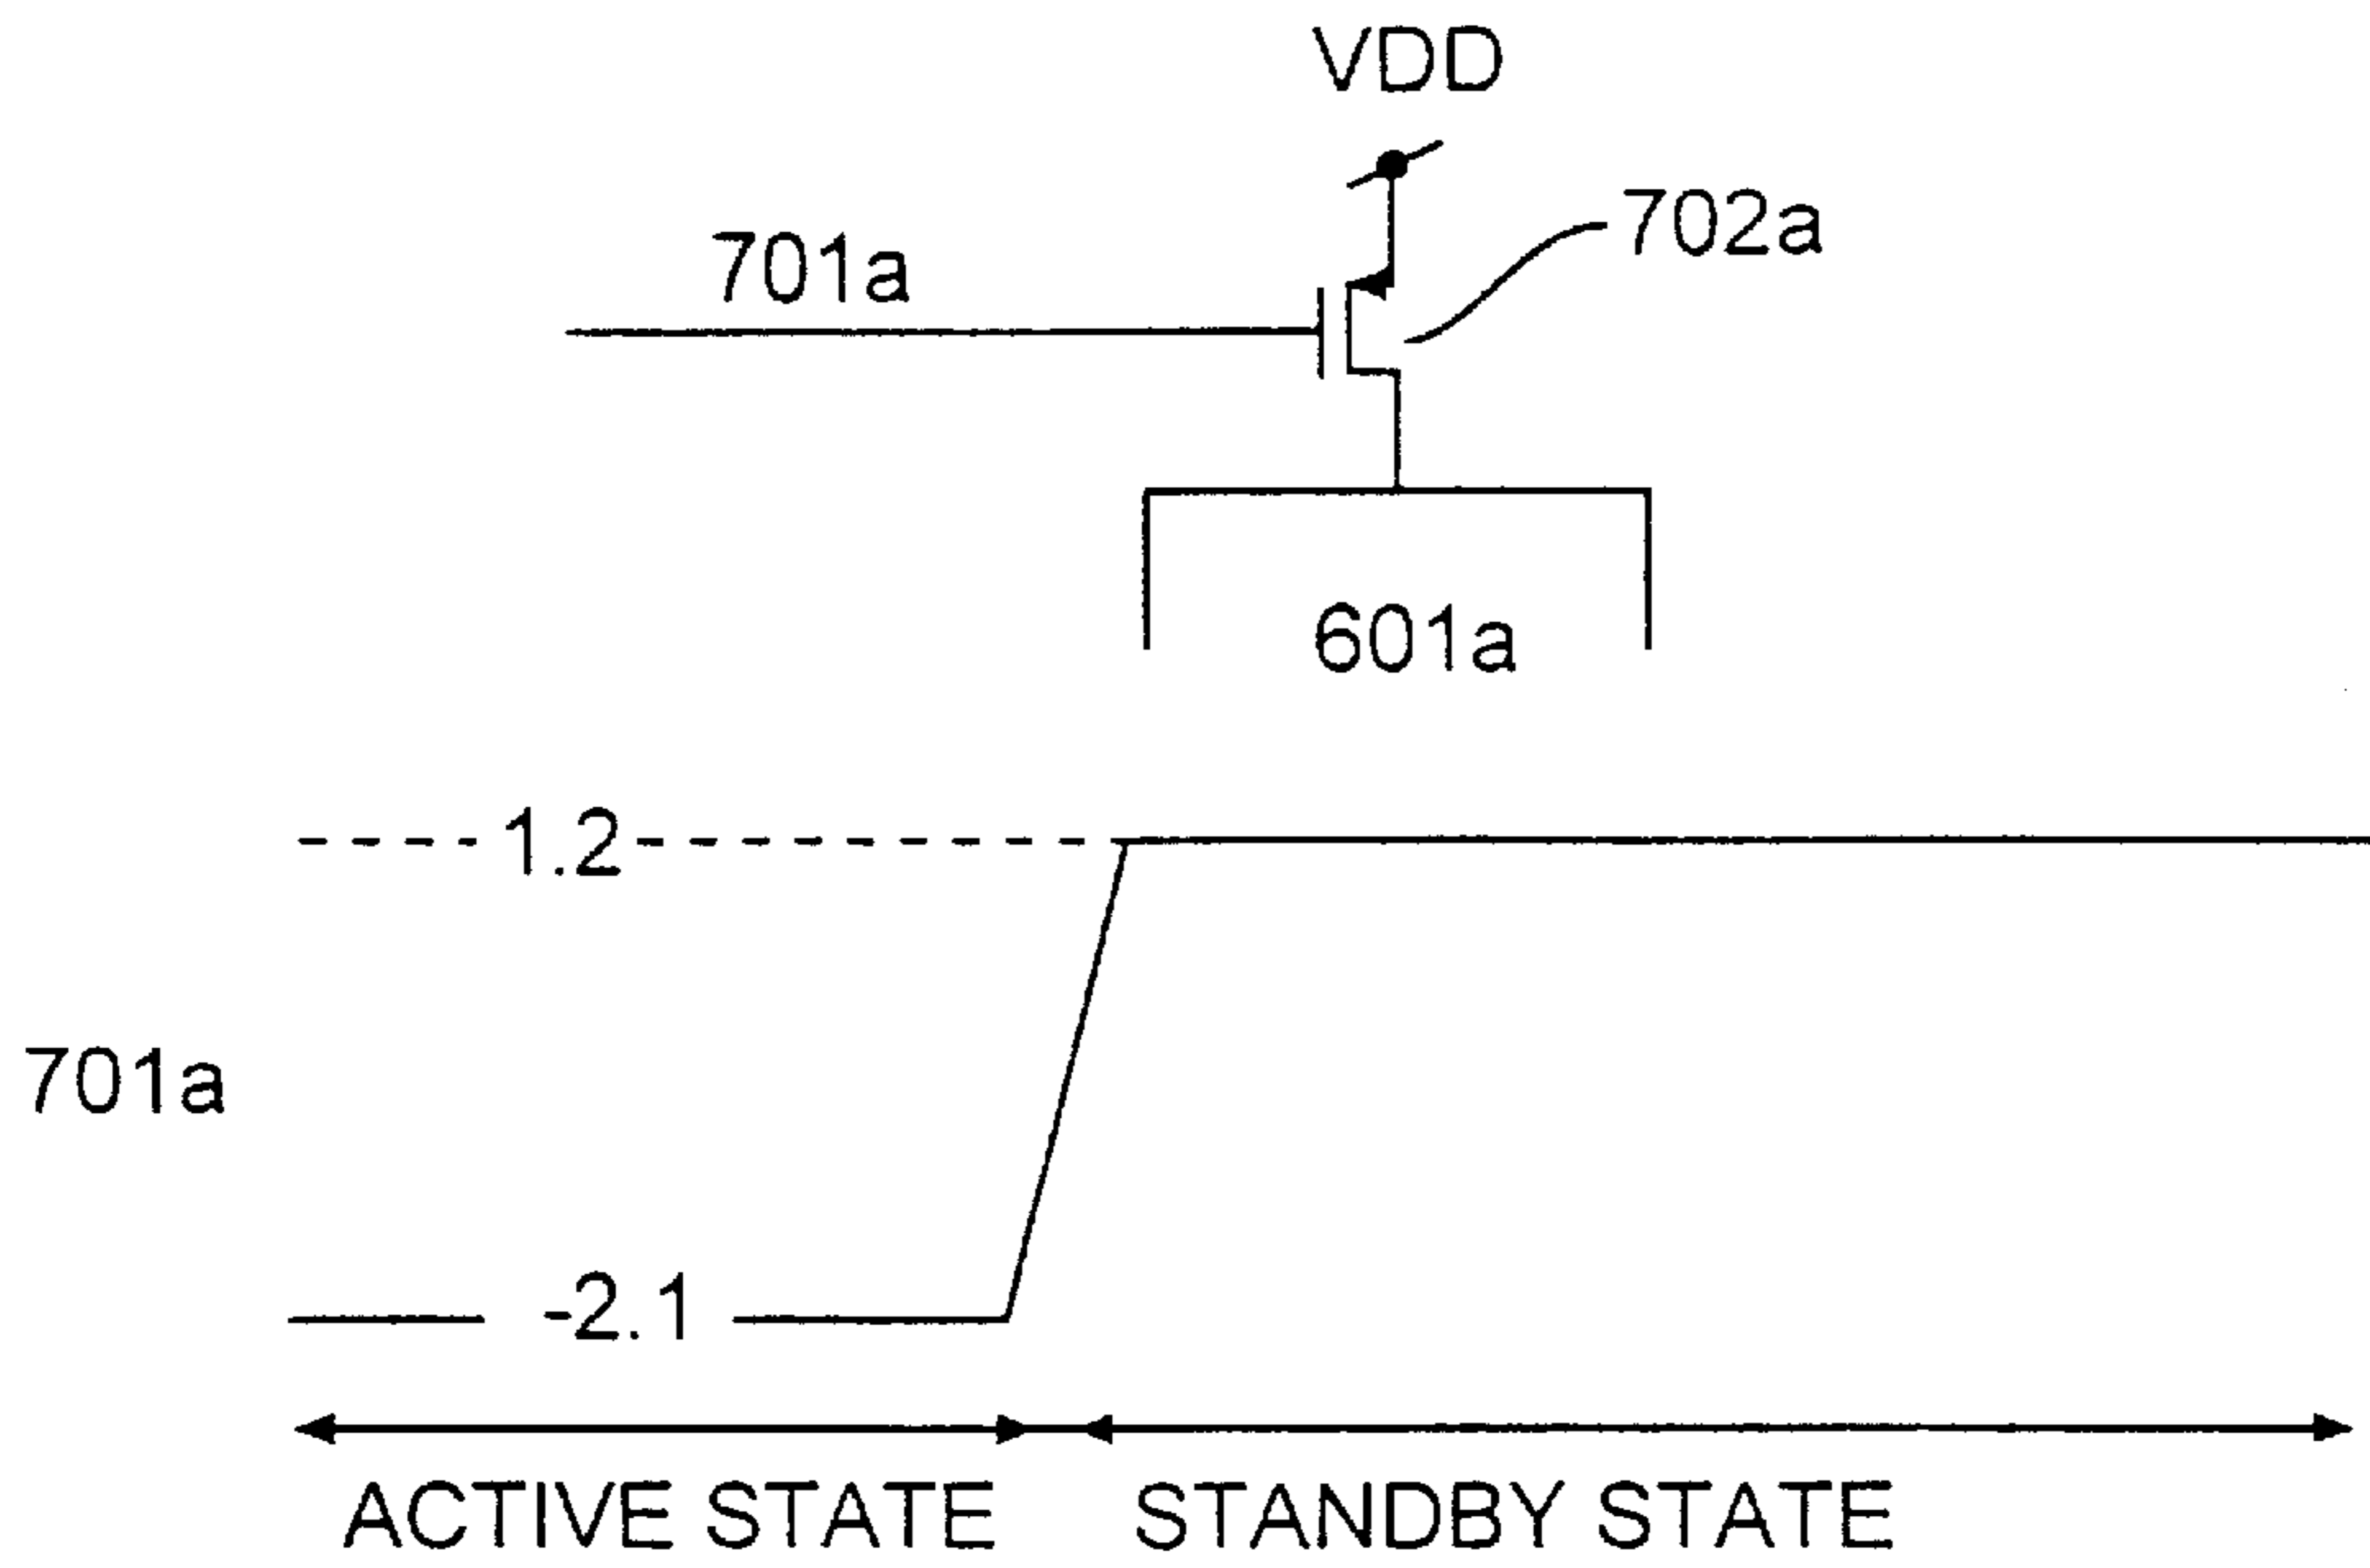 VDD
702a
701a
601a
1.2
701a
-2.1
ACTIVE STATE
STANDBY STATE